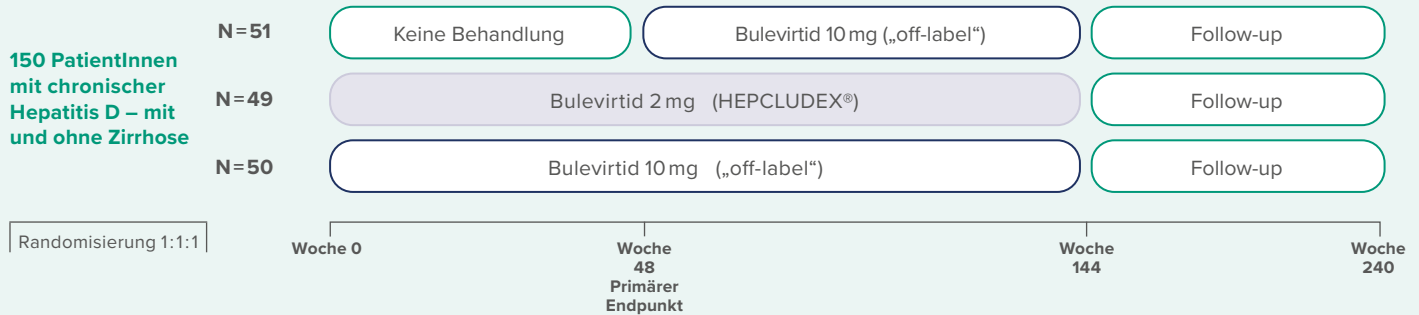 150 PatientInnen
mit chronischer
Hepatitis D – mit
und ohne Zirrhose
N=51
Keine Behandlung
Bulevirtid 10 mg („off-label“)
Follow-up
N=49
Bulevirtid 2 mg (HEPCLUDEX®)
Follow-up
N=50
Bulevirtid 10 mg („off-label“)
Follow-up
Randomisierung 1:1:1
Woche 0
Woche
48
Primärer
Endpunkt
Woche
144
Woche
240